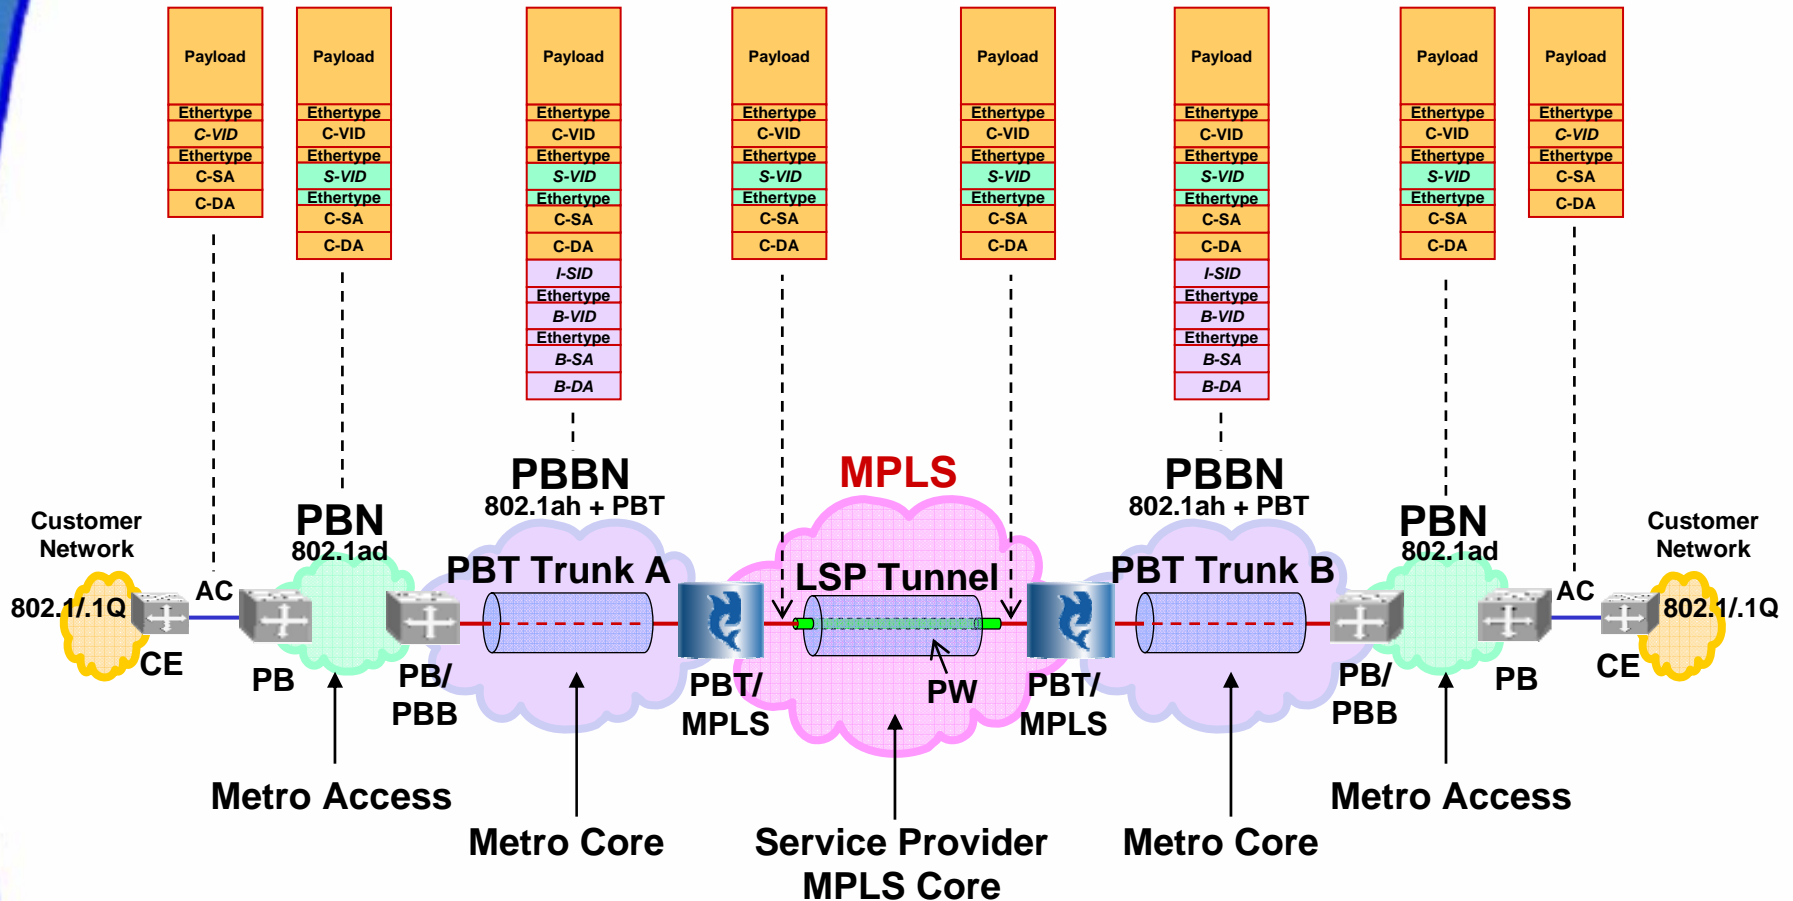 Payload
Ethertype
C-VID
Ethertype
C-SA
C-DA
Payload
Ethertype
C-VID
Ethertype
S-VID
Ethertype
C-SA
C-DA
Payload
Ethertype
C-VID
Ethertype
S-VID
Ethertype
C-SA
C-DA
I-SID
Ethertype
B-VID
Ethertype
B-SA
B-DA
Payload
Ethertype
C-VID
Ethertype
S-VID
Ethertype
C-SA
C-DA
Payload
Ethertype
C-VID
Ethertype
S-VID
Ethertype
C-SA
C-DA
Payload
Ethertype
C-VID
Ethertype
S-VID
Ethertype
C-SA
C-DA
I-SID
Ethertype
B-VID
Ethertype
B-SA
B-DA
Payload
Ethertype
C-VID
Ethertype
S-VID
Ethertype
C-SA
C-DA
Payload
Ethertype
C-VID
Ethertype
C-SA
C-DA
Customer
Network
802.1/.1Q
CE
AC
PB
PBN
802.1ad
PB/
PBB
PBBN
802.1ah + PBT
PBT Trunk A
PBT/
MPLS
MPLS
LSP Tunnel
PW
PBT/
MPLS
PBBN
802.1ah + PBT
PBT Trunk B
PB/
PBB
PBN
802.1ad
PB
AC
CE
Customer
Network
802.1/.1Q
Metro Access
Metro Core
Service Provider
MPLS Core
Metro Core
Metro Access